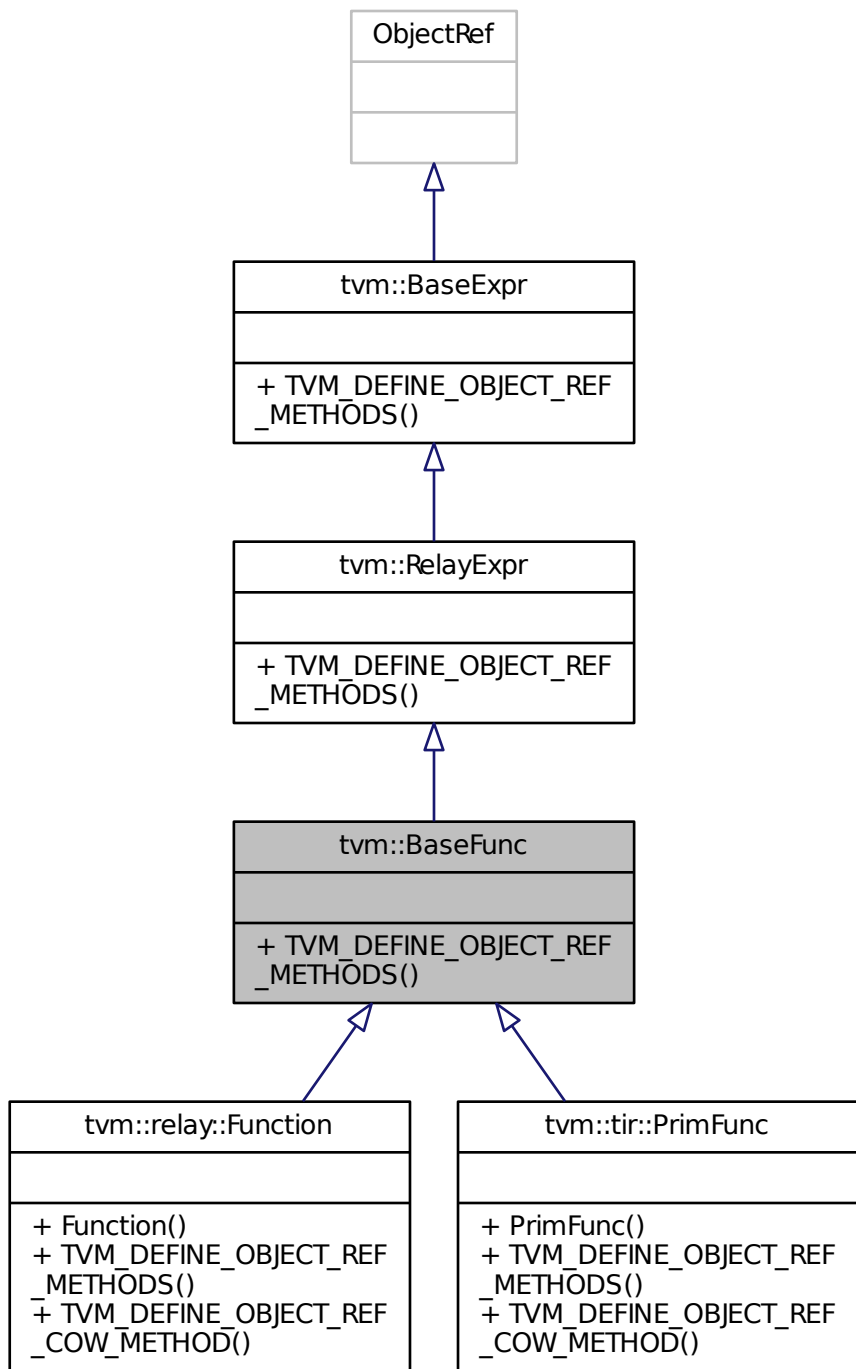 ObjectRef
tvm::BaseExpr
+ TVM_DEFINE_OBJECT_REF
_METHODS()
tvm::RelayExpr
+ TVM_DEFINE_OBJECT_REF
_METHODS()
tvm::BaseFunc
+ TVM_DEFINE_OBJECT_REF
_METHODS()
tvm::relay::Function
+ Function()
+ TVM_DEFINE_OBJECT_REF
_METHODS()
+ TVM_DEFINE_OBJECT_REF
_COW_METHOD()
tvm::tir::PrimFunc
+ PrimFunc()
+ TVM_DEFINE_OBJECT_REF
_METHODS()
+ TVM_DEFINE_OBJECT_REF
_COW_METHOD()